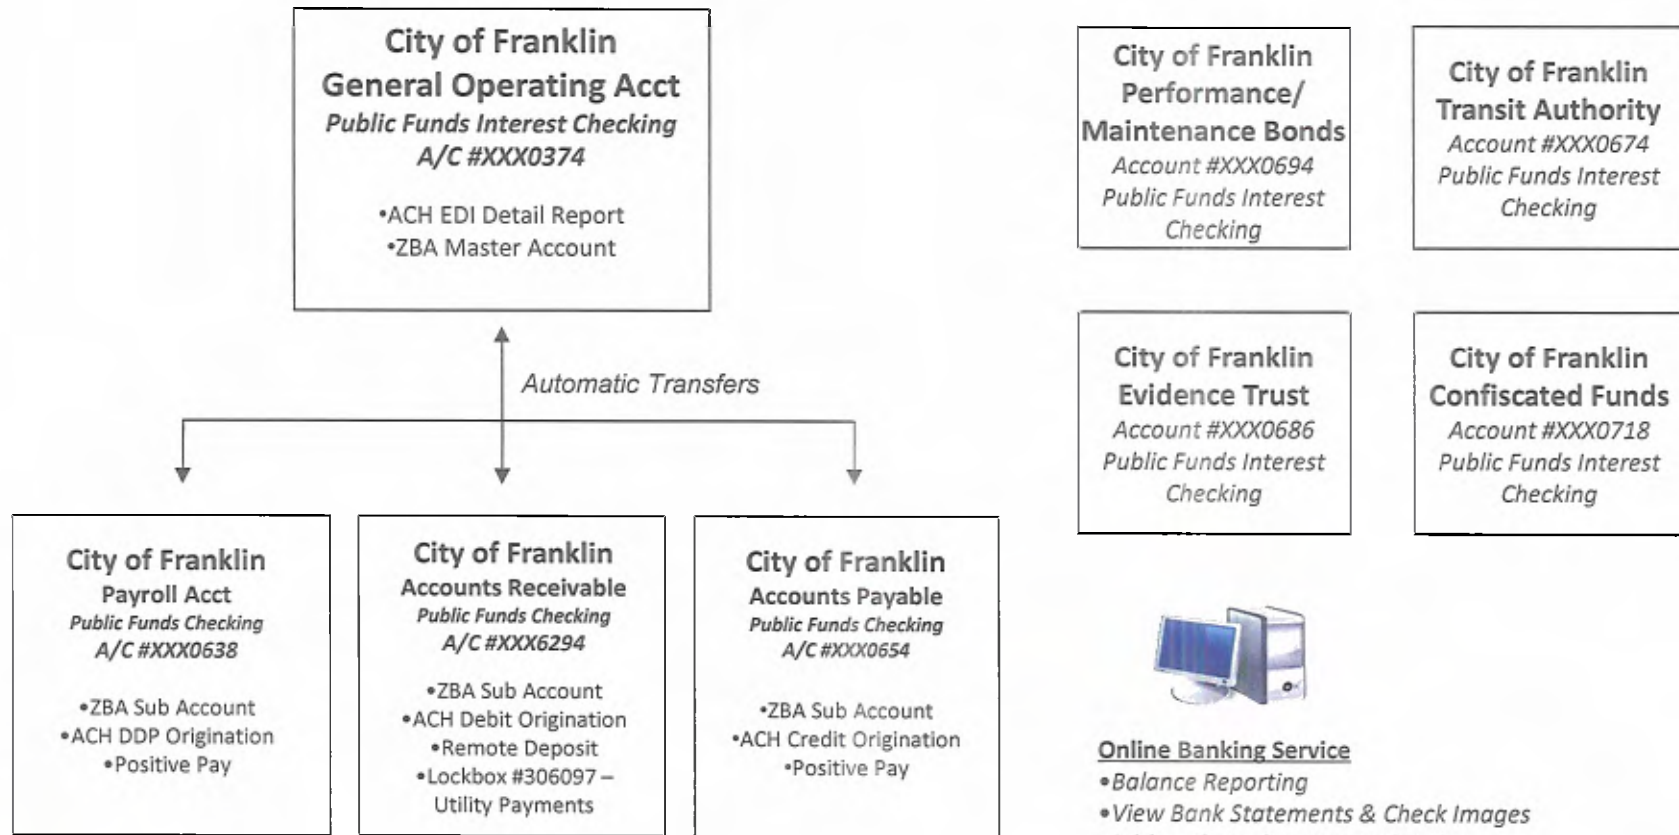 City of Franklin
General Operating Acct
Public Funds Interest Checking
A/C #XXX0374
•ACH EDI Detail Report
•ZBA Master Account
Automatic Transfers
City of Franklin
Payroll Acct
Public Funds Checking
A/C #XXX0638
•ZBA Sub Account
•ACH DDP Origination
•Positive Pay
City of Franklin
Accounts Receivable
Public Funds Checking
A/C #XXX6294
•ZBA Sub Account
•ACH Debit Origination
•Remote Deposit
•Lockbox #306097 –
Utility Payments
City of Franklin
Accounts Payable
Public Funds Checking
A/C #XXX0654
•ZBA Sub Account
•ACH Credit Origination
•Positive Pay
City of Franklin
Performance/
Maintenance Bonds
Account #XXX0694
Public Funds Interest
Checking
City of Franklin
Transit Authority
Account #XXX0674
Public Funds Interest
Checking
City of Franklin
Evidence Trust
Account #XXX0686
Public Funds Interest
Checking
City of Franklin
Confiscated Funds
Account #XXX0718
Public Funds Interest
Checking
Online Banking Service
•Balance Reporting
•View Bank Statements & Check Images